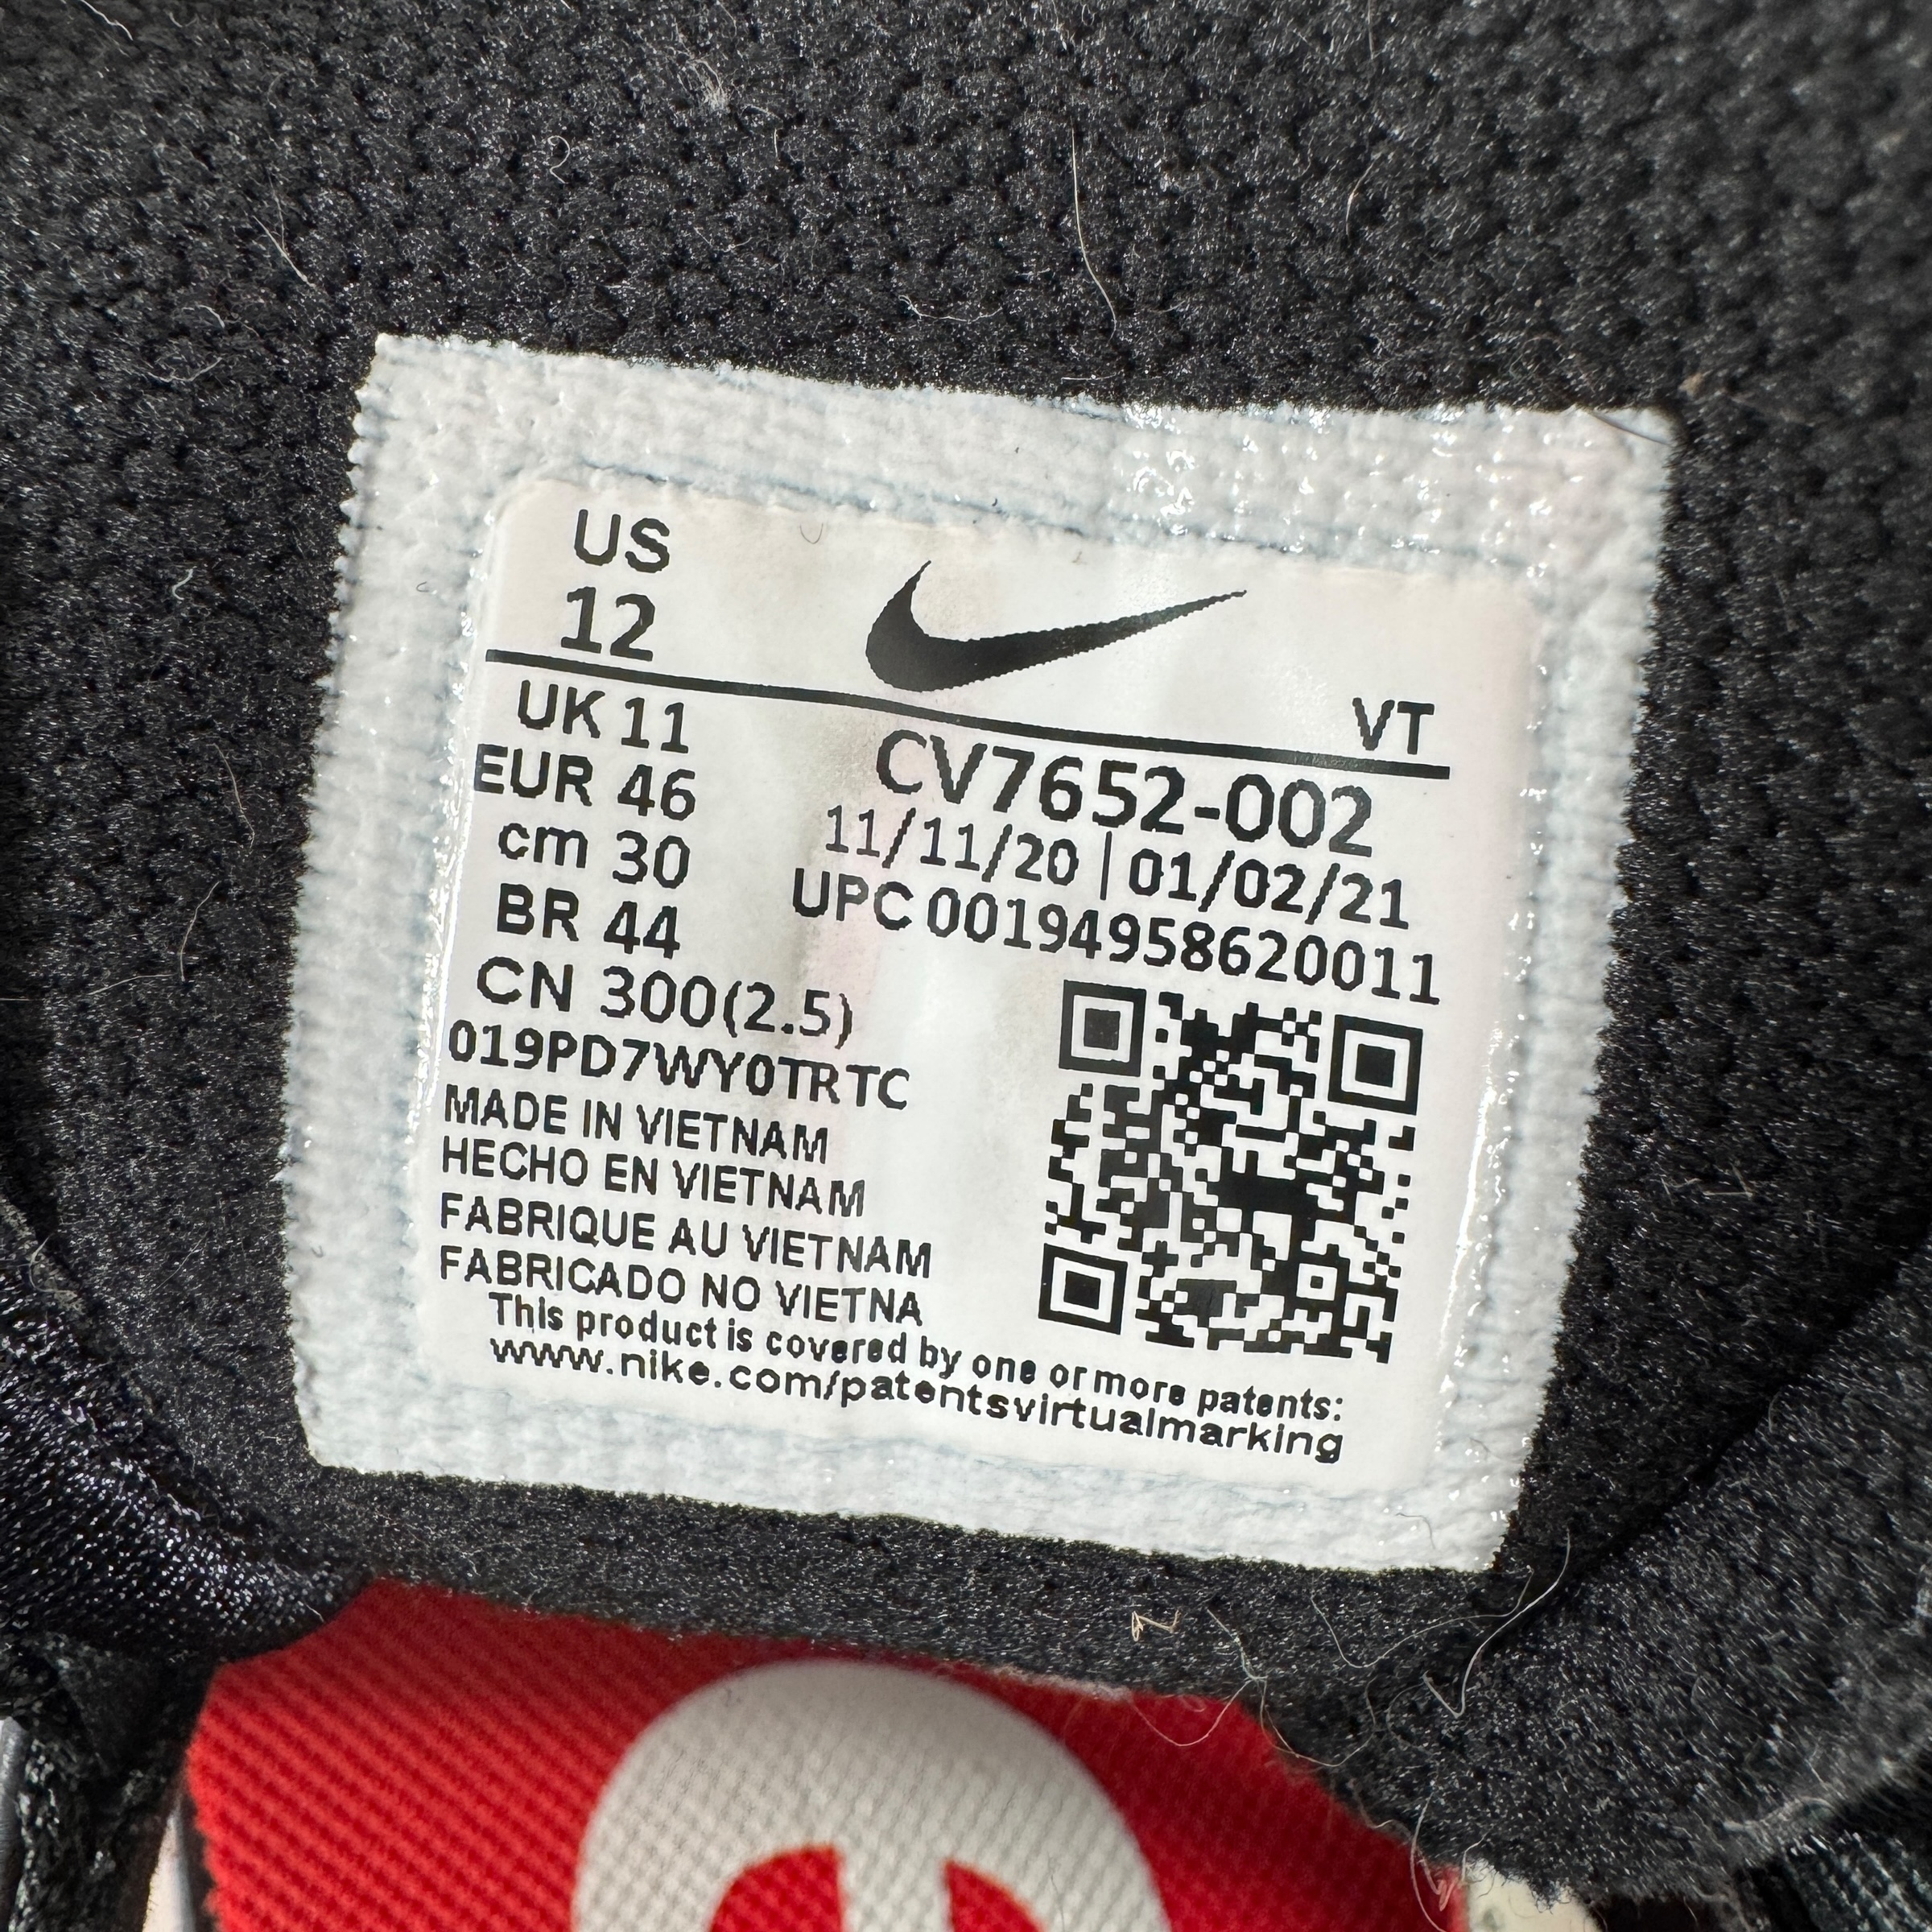 US
12
VT
UK 11
EUR 46
cm 30
BR 44
CN 300(2.5)
CV7652-002
11/11/20 | 01/02/21
UPC 00194958620011
019PD7WY0TRTC
MADE IN VIETNAM
HECHO EN VIETNAM
FABRIQUE AU VIETNAM
FABRICADO NO VIETNA
This product is covered by one or more patents:
www.nike.com/patentsvirtualmarking